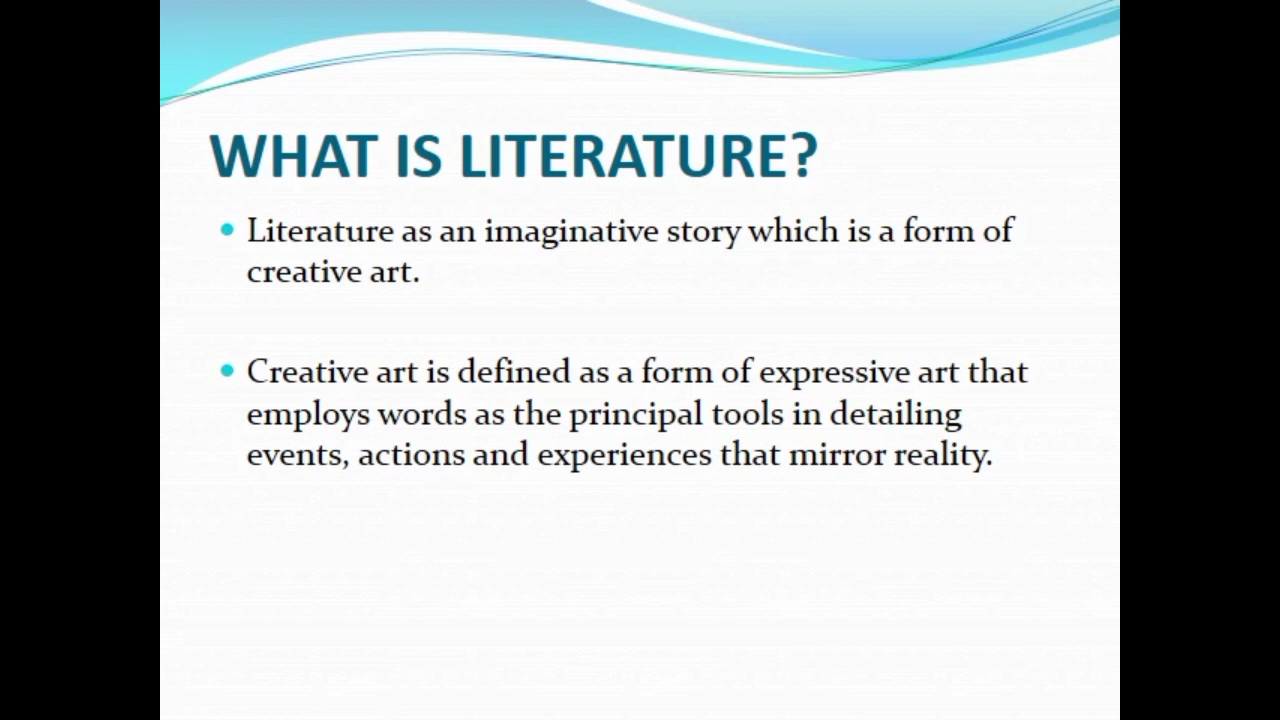 WHAT IS LITERATURE?
Literature as an imaginative story which is a form of
creative art.
Creative art is defined as a form of expressive art that
employs words as the principal tools in detailing
events, actions and experiences that mirror reality.